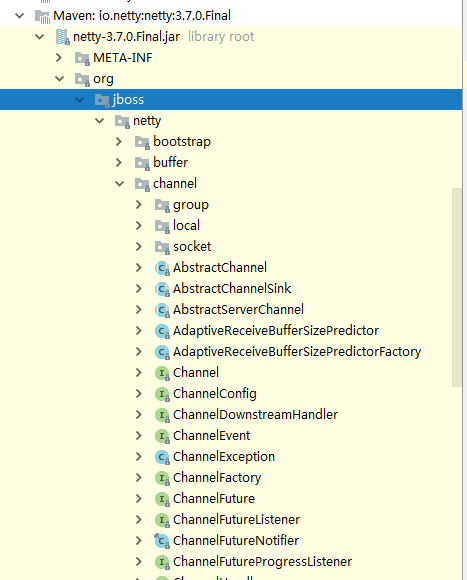 Maven: io.netty:netty:3.7.0.Final
netty-3.7.0.Final.jar library root
META-INF
org
jboss
netty
bootstrap
buffer
channel
group
local
socket
AbstractChannel
AbstractChannelSink
AbstractServerChannel
AdaptiveReceiveBufferSizePredictor
AdaptiveReceiveBufferSizePredictorFactory
Channel
ChannelConfig
ChannelDownstreamHandler
ChannelEvent
ChannelException
ChannelFactory
ChannelFuture
ChannelFutureListener
ChannelFutureNotifier
ChannelFutureProgressListener